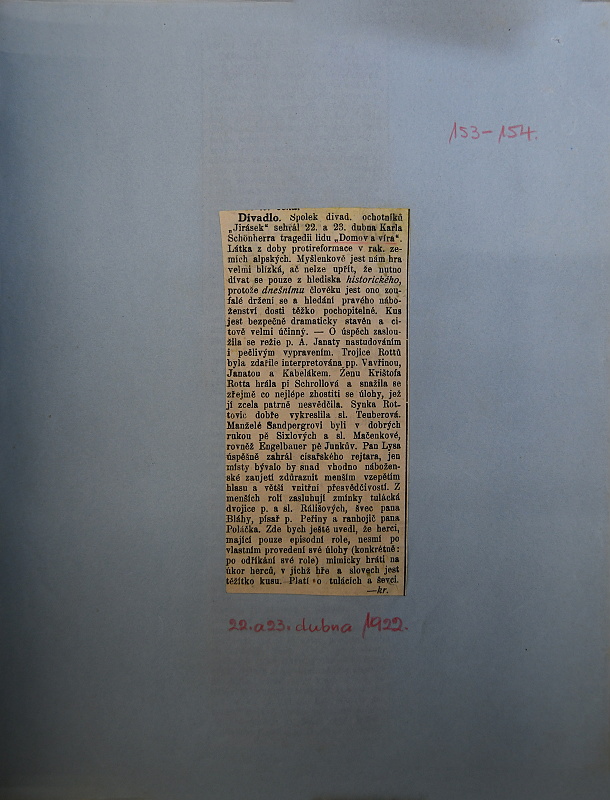 153-154.
Divadlo. Spolek divad. ochotníků
„Jirásek“ sehrál 22. a 23. dubna Karla
Schönherra tragedii lidu „Domov a víra“.
Látka z doby protireformace v rak. ze-
mích alpských. Myšlenkově jest nám hra
velmi blízká, ač nelze upřít, že nutno
dívat se pouze z hlediska historického,
protože dnešnímu člověku jest ono zou-
falé držení se a hledání pravého nábo-
ženství dosti těžko pochopitelné. Kus
jest bezpečně dramaticky stavěn a ci-
tově velmi účinný. — O úspěch zaslou-
žila se režie p. A. Janaty nastudováním
i pečlivým vypravením. Trojice Rottů
byla zdařile interpretována pp. Vavřinou,
Janatou a Kabelákem. Ženu Krištofa
Rotta hrála pí Schrollová a snažila se
zřejmě co nejlépe zhostiti se úlohy, jež
jí zcela patrně nesvědčila. Synka Rot-
tovic dobře vykreslila sl. Teuberová.
Manželé Sandpergrovi byli v dobrých
rukou pě Sixlových a sl. Mačenkové,
rovněž Engelbauer pě Junkův. Pan Lysa
úspěšně zahrál císařského rejtara, jen
místy bývalo by snad vhodno nábožen-
ské zaujetí zdůraznit menším vzepětím
hlasu a větší vnitřní přesvědčivostí. Z
menších rolí zasluhují zmínky tulácká
dvojice p. a sl. Rálišových, švec pana
Bláhy, písař p. Peřiny a ranhojič pana
Poláčka. Zde bych ještě uvedl, že herci,
mající pouze episodní role, nesmí po
vlastním provedení své úlohy (konkrétně:
po odříkání své role) mimicky hráti na
úkor herců, v jichž hře a slovech jest
těžítko kusu. Platí o tulácích a ševci.
—kr.
22. a 23. dubna 1922.